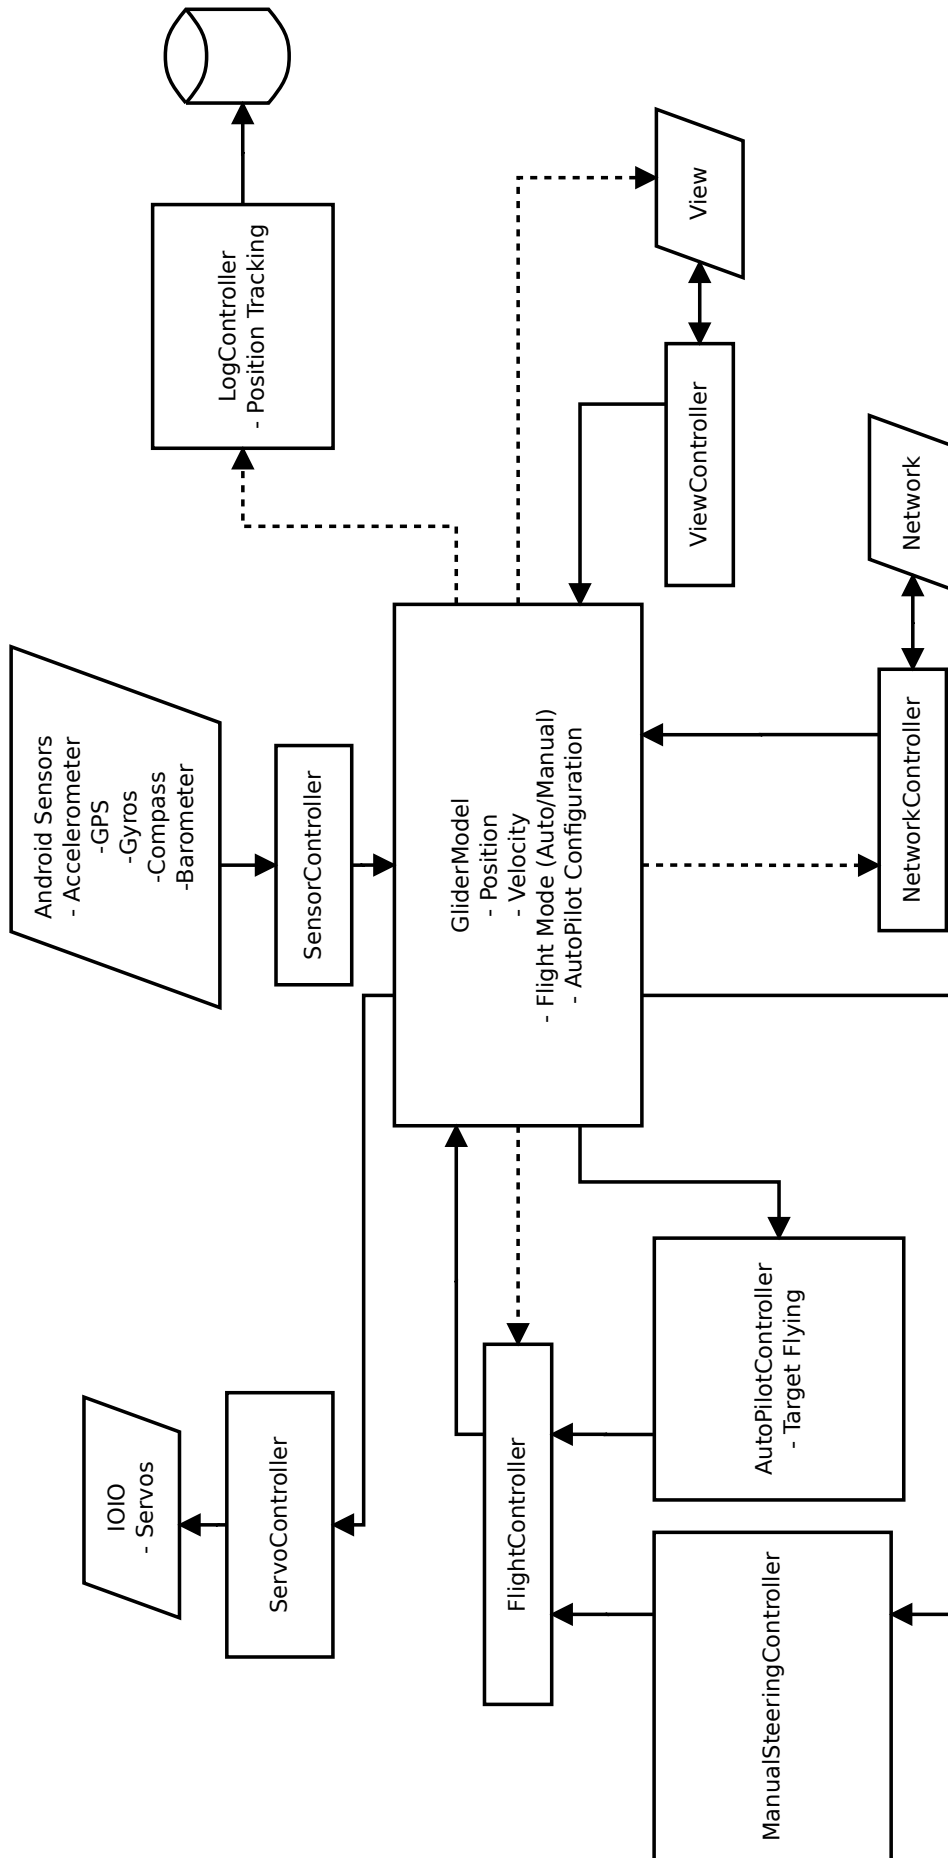 IOIO
- Servos
ServoController
Android Sensors
- Accelerometer
-GPS
-Gyros
-Compass
-Barometer
SensorController
LogController
- Position Tracking
FlightController
GliderModel
- Position
- Velocity
- Flight Mode (Auto/Manual)
- AutoPilot Configuration
View
ViewController
ManualSteeringController
AutoPilotController
- Target Flying
NetworkController
Network